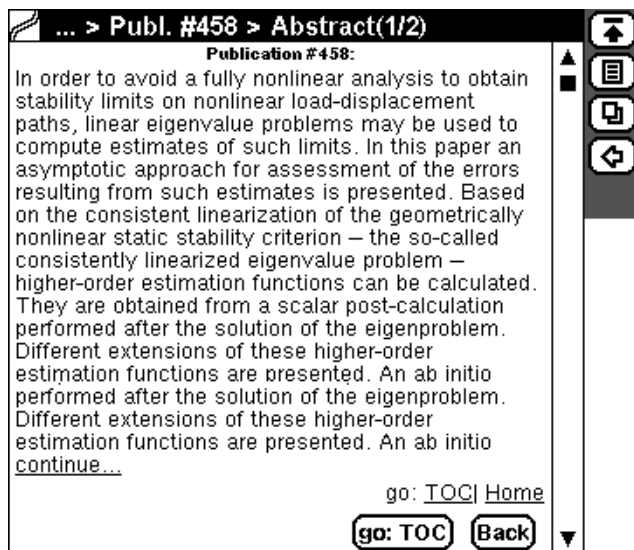 ... > Publ. #458 > Abstract(1/2)
Publication #458:
In order to avoid a fully nonlinear analysis to obtain
stability limits on nonlinear load-displacement
paths, linear eigenvalue problems may be used to
compute estimates of such limits. In this paper an
asymptotic approach for assessment of the errors
resulting from such estimates is presented. Based
on the consistent linearization of the geometrically
nonlinear static stability criterion — the so-called
consistently linearized eigenvalue problem —
higher-order estimation functions can be calculated.
They are obtained from a scalar post-calculation
performed after the solution of the eigenproblem.
Different extensions of these higher-order
estimation functions are presented. An ab initio
performed after the solution of the eigenproblem.
Different extensions of these higher-order
estimation functions are presented. An ab initio
continue...
go: TOC| Home
go: TOC Back